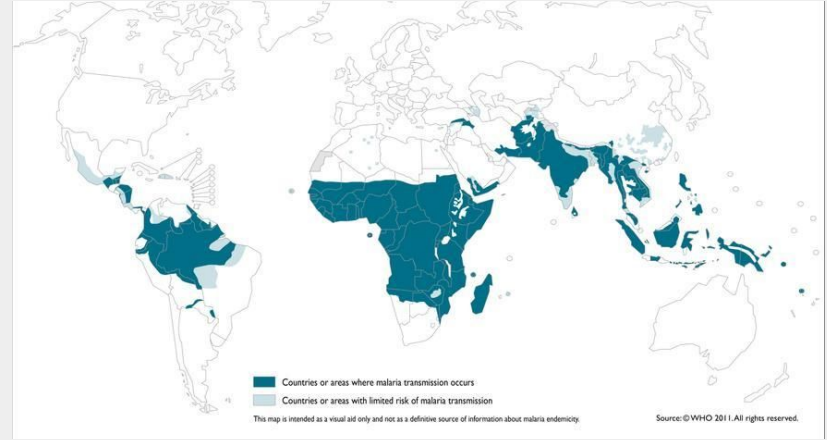 Countries or areas where malaria transmission occurs
Countries or areas with limited risk of malaria transmission
This map is intended as a visual aid only and not as a definitive source of information about malaria endemicity.
Source: © WHO 2011. All rights reserved.